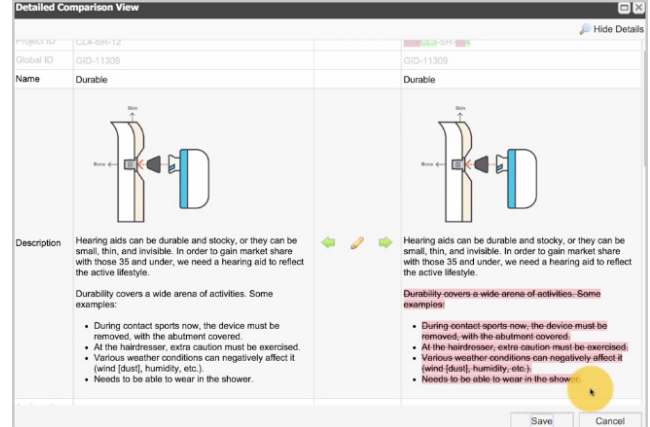 Detailed Comparison View
Hide Details
Project ID CL4-SR-12
Global ID GID-11309 GID-11309
Name Durable Durable
Skin
Bone
Skin
Bone
Description
Hearing aids can be durable and stocky, or they can be
small, thin, and invisible. In order to gain market share
with those 35 and under, we need a hearing aid to reflect
the active lifestyle.
Durability covers a wide arena of activities. Some
examples:
• During contact sports now, the device must be
removed, with the abutment covered.
• At the hairdresser, extra caution must be exercised.
• Various weather conditions can negatively affect it
(wind [dust], humidity, etc.).
• Needs to be able to wear in the shower.
Hearing aids can be durable and stocky, or they can be
small, thin, and invisible. In order to gain market share
with those 35 and under, we need a hearing aid to reflect
the active lifestyle.
Durability covers a wide arena of activities. Some
examples:
• During contact sports now, the device must be
removed, with the abutment covered.
• At the hairdresser, extra caution must be exercised.
• Various weather conditions can negatively affect it
(wind [dust], humidity, etc.).
• Needs to be able to wear in the shower.
Save Cancel